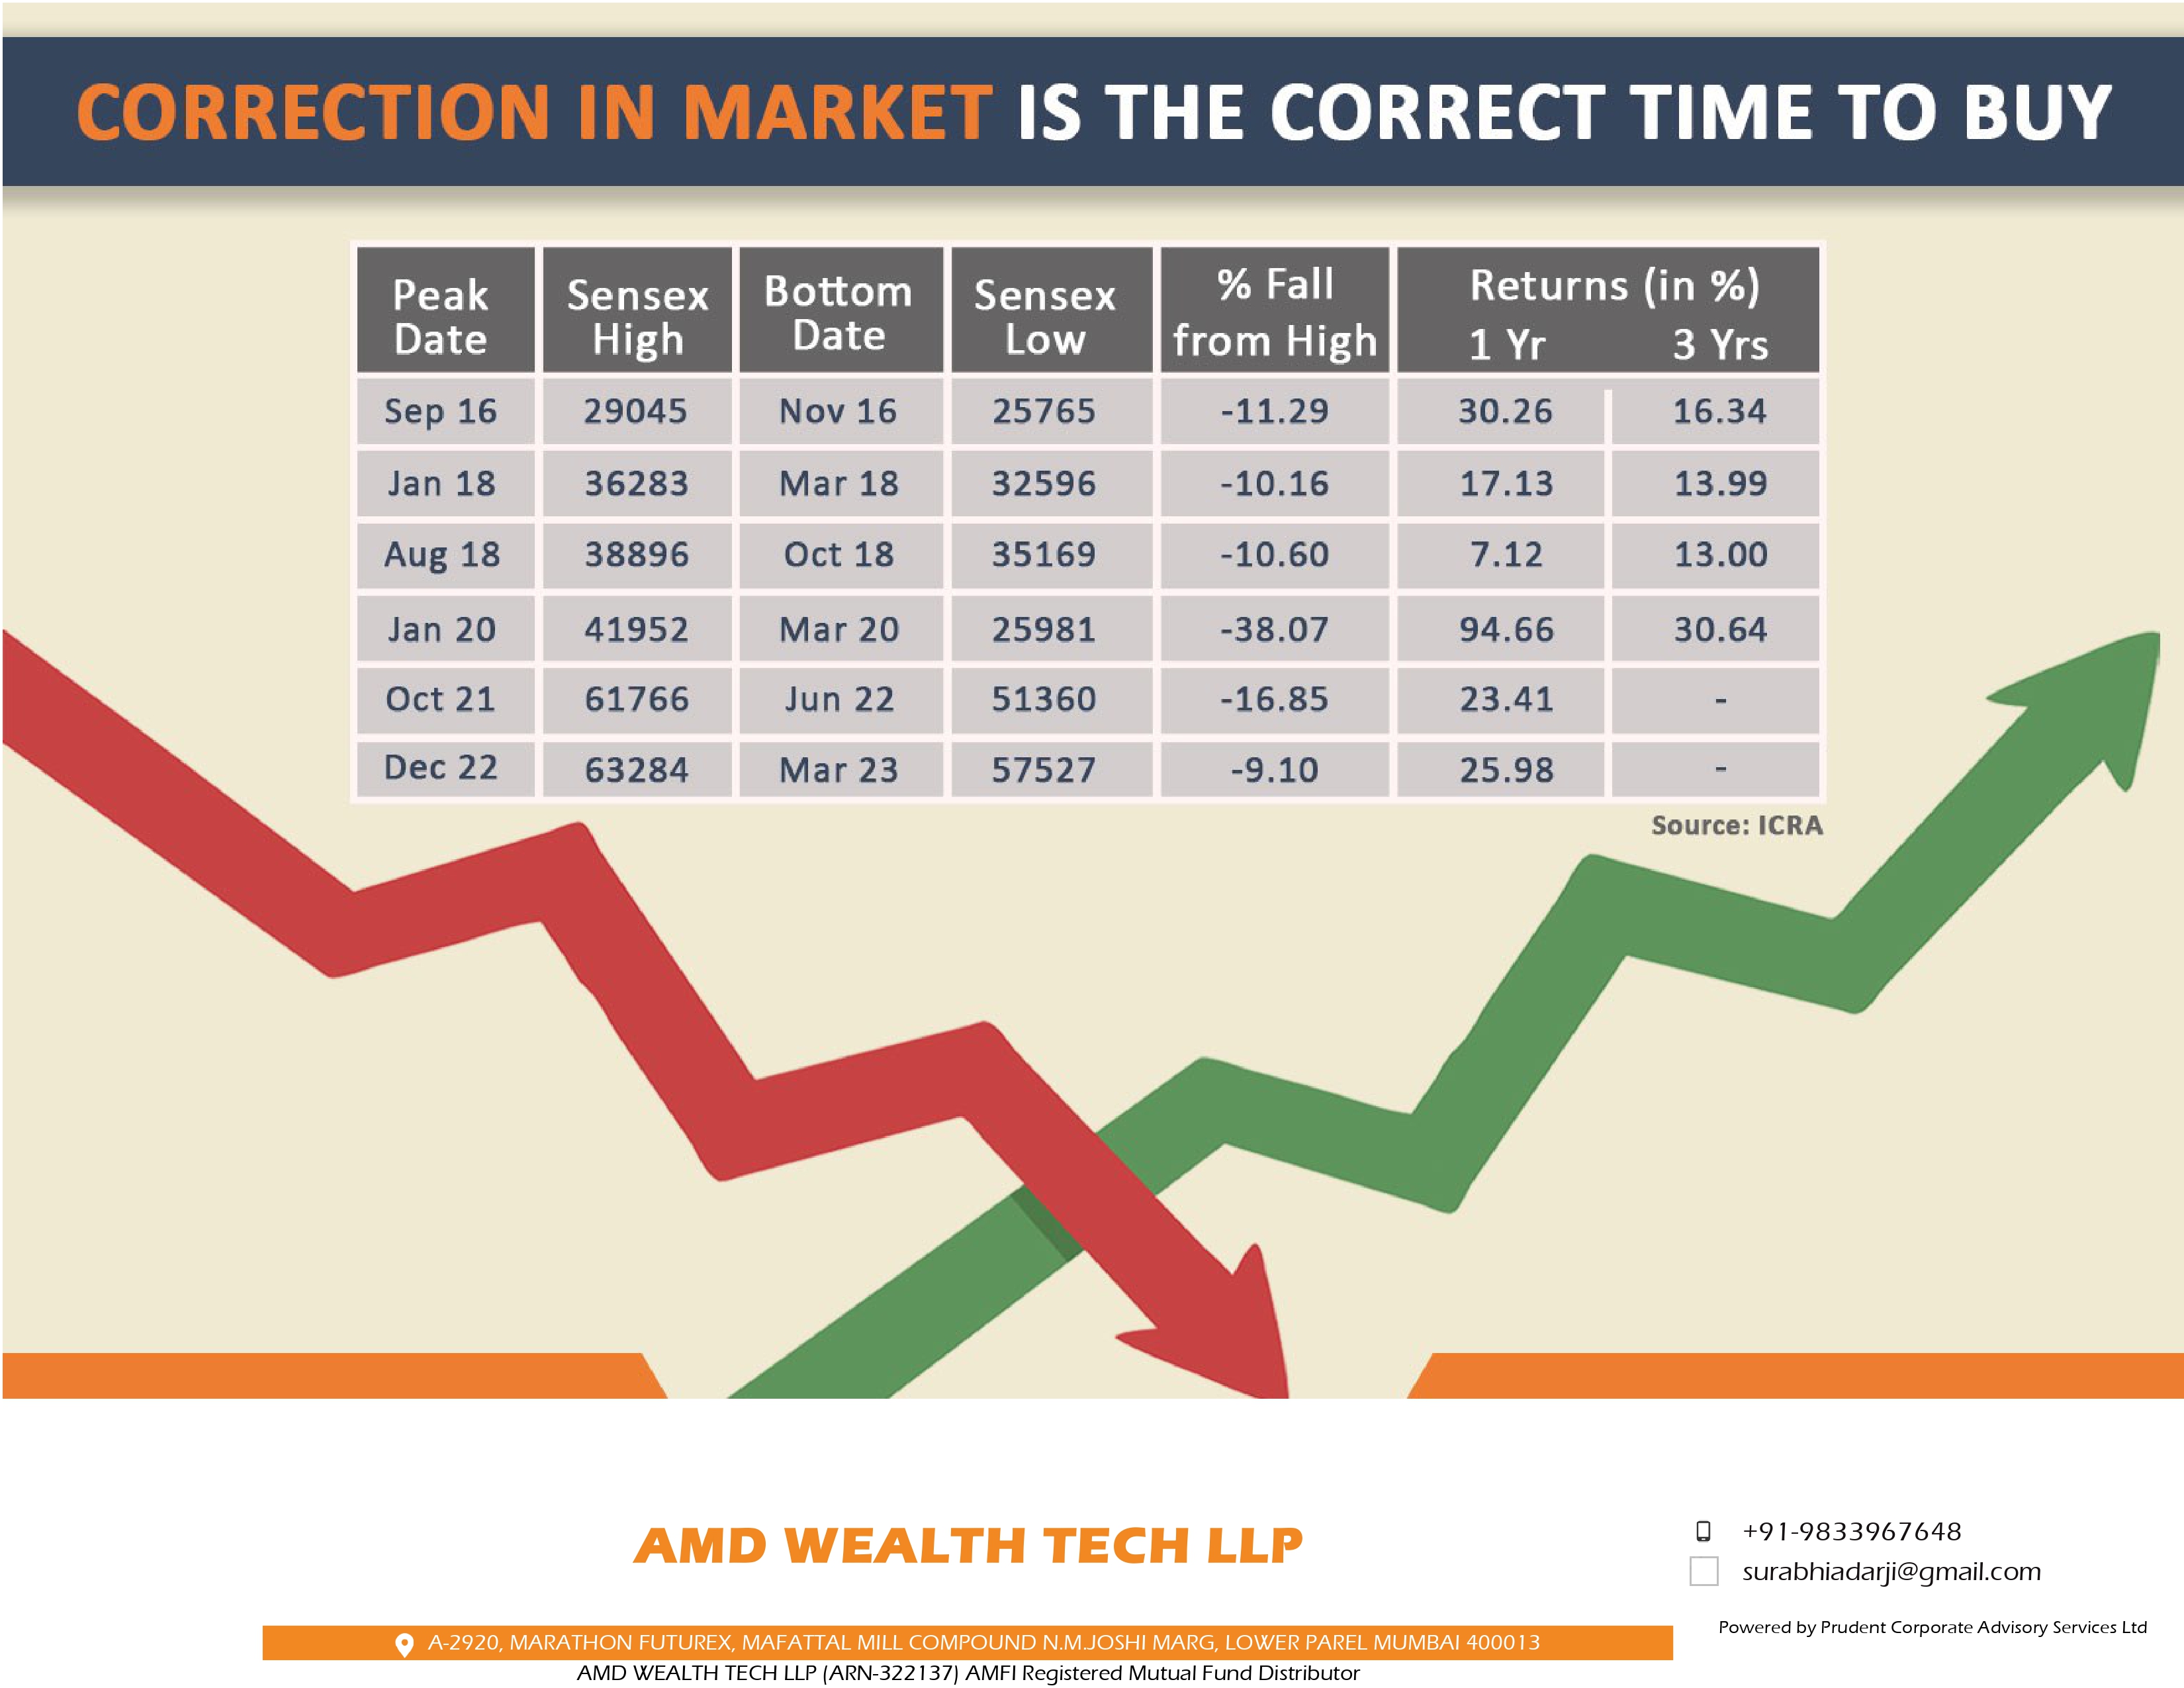 CORRECTION IN MARKET IS THE CORRECT TIME TO BUY
Peak Date Sensex High Bottom Date Sensex Low % Fall from High Returns (in %) 1 Yr 3 Yrs
Sep 16 29045 Nov 16 25765 -11.29 30.26 16.34
Jan 18 36283 Mar 18 32596 -10.16 17.13 13.99
Aug 18 38896 Oct 18 35169 -10.60 7.12 13.00
Jan 20 41952 Mar 20 25981 -38.07 94.66 30.64
Oct 21 61766 Jun 22 51360 -16.85 23.41 -
Dec 22 63284 Mar 23 57527 -9.10 25.98 -
Source: ICRA
AMD WEALTH TECH LLP
+91-9833967648
surabhiadarji@gmail.com
Powered by Prudent Corporate Advisory Services Ltd
A-2920, MARATHON FUTUREX, MAFATTAL MILL COMPOUND N.M.JOSHI MARG, LOWER PAREL MUMBAI 400013
AMD WEALTH TECH LLP (ARN-322137) AMFI Registered Mutual Fund Distributor